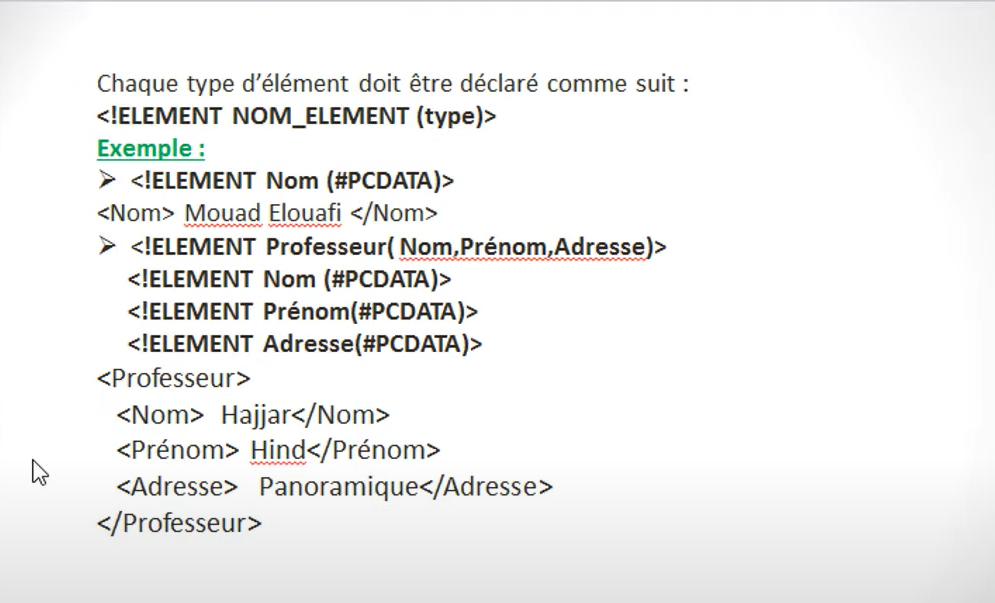 Chaque type d’élément doit être déclaré comme suit :
<!ELEMENT NOM_ELEMENT (type)>
Exemple :
➢ <!ELEMENT Nom (#PCDATA)>
<Nom> Mouad Elouafi </Nom>
➢ <!ELEMENT Professeur( Nom,Prénom,Adresse)>
<!ELEMENT Nom (#PCDATA)>
<!ELEMENT Prénom(#PCDATA)>
<!ELEMENT Adresse(#PCDATA)>
<Professeur>
<Nom> Hajjar</Nom>
<Prénom> Hind</Prénom>
<Adresse> Panoramique</Adresse>
</Professeur>